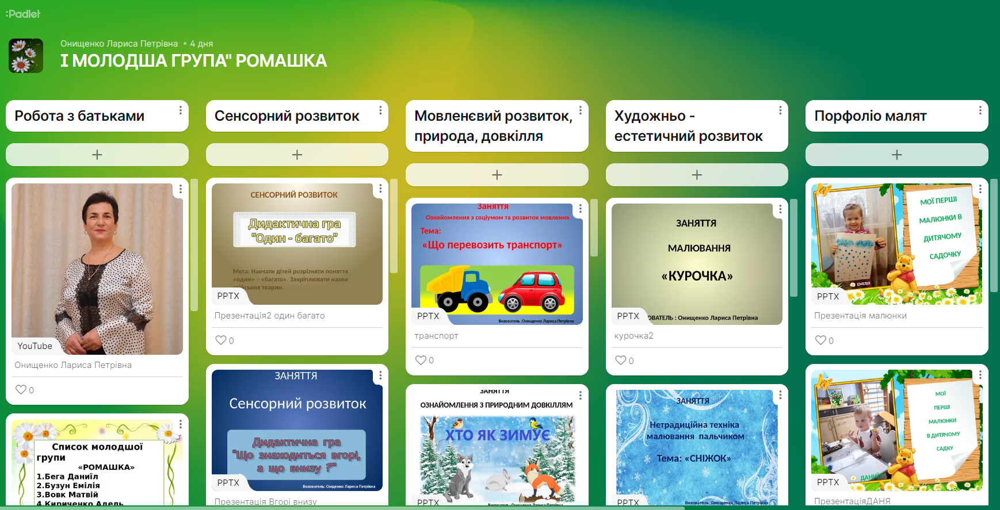 :Padlet
Онищенко Лариса Петрівна • 4 дня
І МОЛОДША ГРУПА" РОМАШКА
Робота з батьками
YouTube
Онищенко Лариса Петрівна
0
Список молодшої
групи
«РОМАШКА»
1.Бега Даниїл
2.Бузун Емілія
3.Вовк Матвій
4.Кириченко Адель
Сенсорний розвиток
СЕНСОРНИЙ РОЗВИТОК
Дидактична гра
"Один - багато"
Мета: Навчати дітей розрізняти поняття
«один» – «багато». Закріплювати назви
свійських тварин.
PPTX
Презентація2 один багато
0
ЗАНЯТТЯ
Сенсорний розвиток
Дидактична гра
"Що знаходиться вгорі,
а що внизу ?"
Вихователь: Онищенко Лариса Петрівна
PPTX
Презентація Вгорі внизу
Мовленєвий розвиток,
природа, довкілля
Заняття
Ознайомлення з соціумом та розвиток мовлення
Тема:
«Що перевозить транспорт»
Вихователь :Онищенко Лариса Петрівна
PPTX
транспорт
0
ЗАНЯТТЯ
ОЗНАЙОМЛЕННЯ З ПРИРОДНИМ ДОВКІЛЛЯМ
ХТО ЯК ЗИМУЄ
Вихователь: Онищенко Лариса Петрівна
PPTX
Художньо -
естетичний розвиток
ЗАНЯТТЯ
МАЛЮВАННЯ
«КУРОЧКА»
ОВАТЕЛЬ : Онищенко Лариса Петрівна
PPTX
курочка2
0
ЗАНЯТТЯ
Нетрадиційна техніка
малювання пальчиком
Тема: «СНІЖОК»
Вихователь: Онищенко Лариса Петрівна
PPTX
Порфоліо малят
МОЇ ПЕРШІ
МАЛЮНКИ В
ДИТЯЧОМУ
САДОЧКУ
ЕМІЛІЯ
PPTX
Презентація малюнки
0
МОЇ
ПЕРШІ
МАЛЮНКИ
В ДИТЯЧОМУ
САДКУ
PPTX
ПрезентаціяДАНЯ